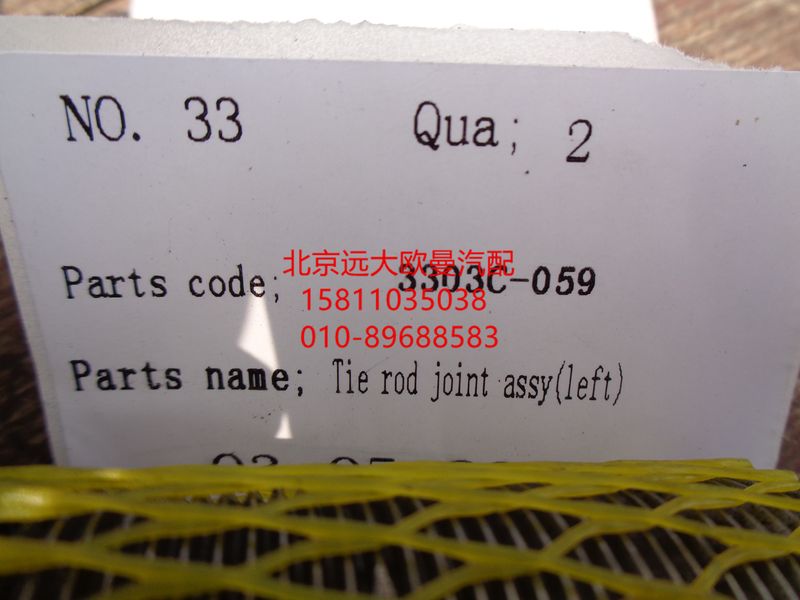 NO. 33 Qua; 2
北京远大欧曼汽配
Parts code; 3303C-059
15811035038
010-89688583
Parts name; Tie rod joint assy(left)